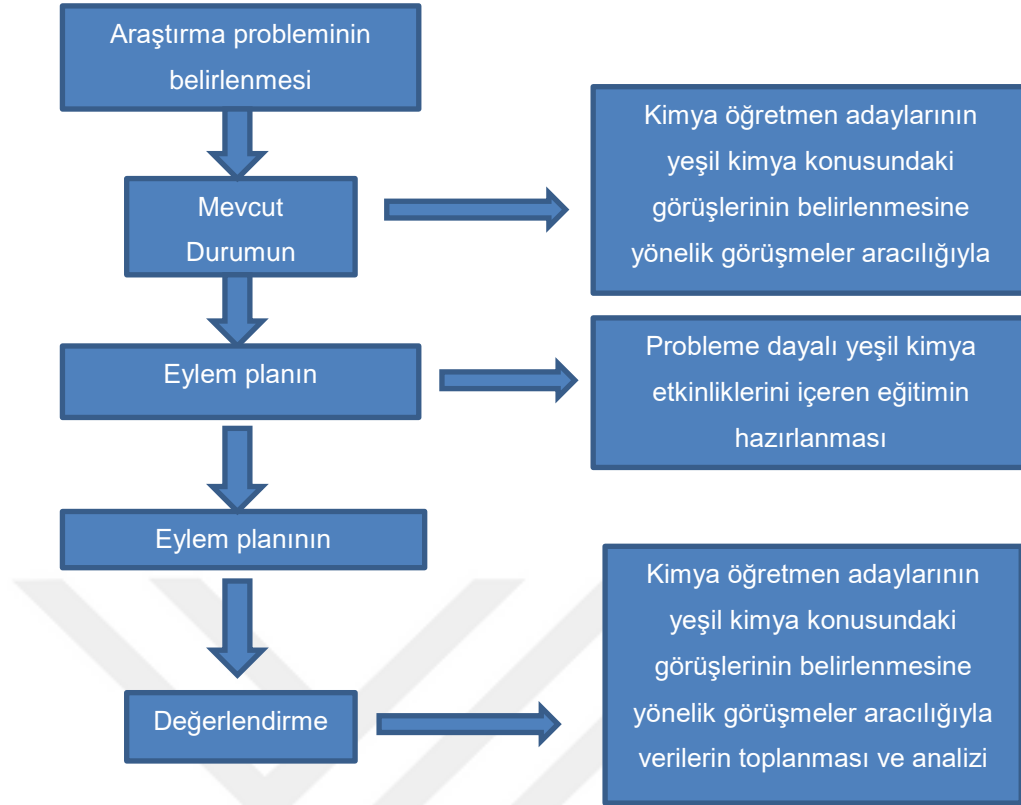 Araştırma probleminin
belirlenmesi
Mevcut
Durumun
Kimya öğretmen adaylarının
yeşil kimya konusundaki
görüşlerinin belirlenmesine
yönelik görüşmeler aracılığıyla
Eylem planın
Probleme dayalı yeşil kimya
etkinliklerini içeren eğitimin
hazırlanması
Eylem planının
Değerlendirme
Kimya öğretmen adaylarının
yeşil kimya konusundaki
görüşlerinin belirlenmesine
yönelik görüşmeler aracılığıyla
verilerin toplanması ve analizi